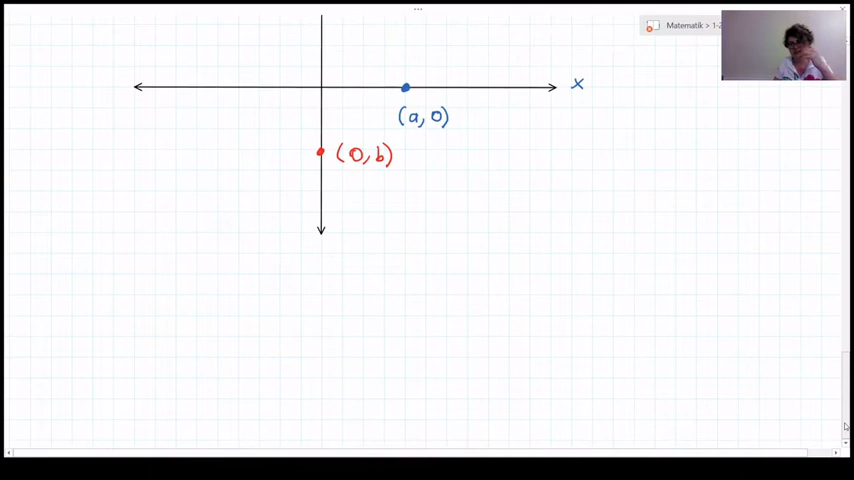 Matematik > 1-2
x
(a, 0)
(0, b)